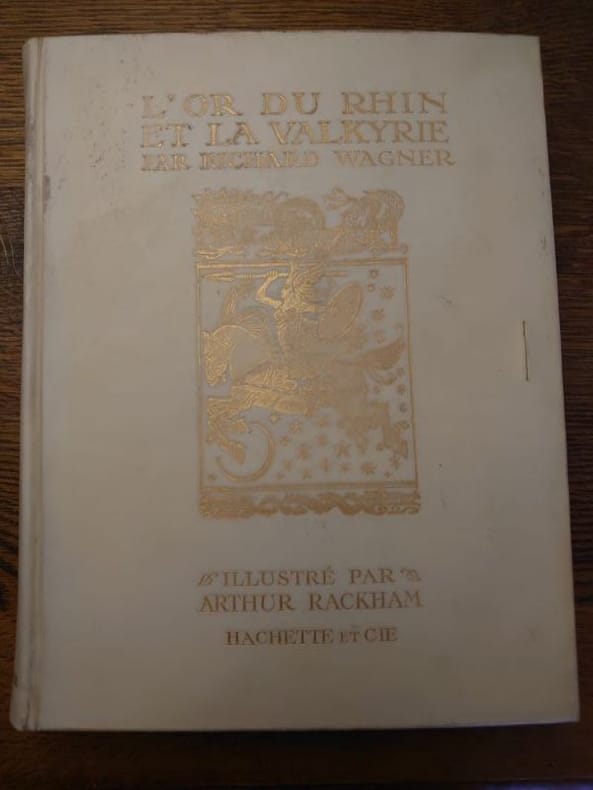 L'OR DU RHIN
ET LA VALKYRIE
PAR RICHARD WAGNER
ILLUSTRÉ PAR
ARTHUR RACKHAM
HACHETTE ET CIE